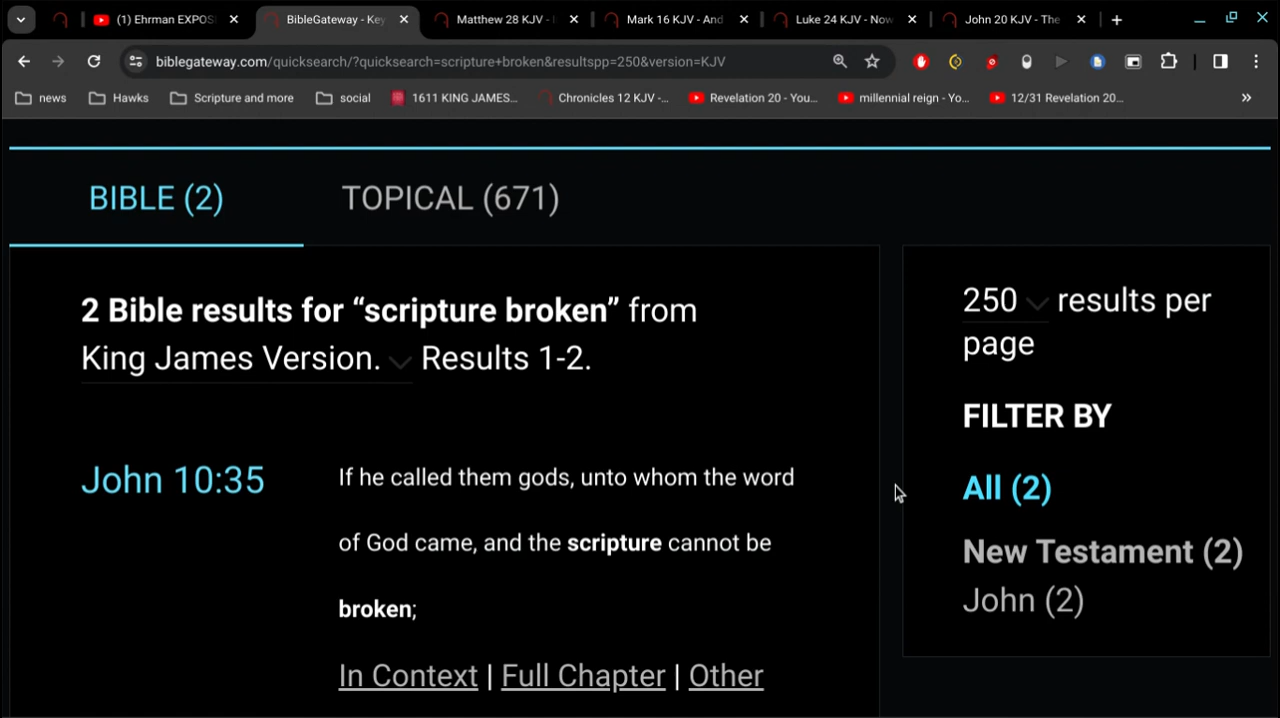 (1) Ehrman EXPOS
BibleGateway - Key
Matthew 28 KJV -
Mark 16 KJV - And
Luke 24 KJV - Now
John 20 KJV - The
biblegateway.com/quicksearch/?quicksearch=scripture+broken&resultspp=250&version=KJV
news
Hawks
Scripture and more
social
1611 KING JAMES...
Chronicles 12 KJV -...
Revelation 20 - You...
millennial reign - Yo...
12/31 Revelation 20...
»
BIBLE (2)
TOPICAL (671)
2 Bible results for “scripture broken” from
King James Version. Results 1-2.
John 10:35
If he called them gods, unto whom the word
of God came, and the scripture cannot be
broken;
In Context | Full Chapter | Other
250 results per
page
FILTER BY
All (2)
New Testament (2)
John (2)